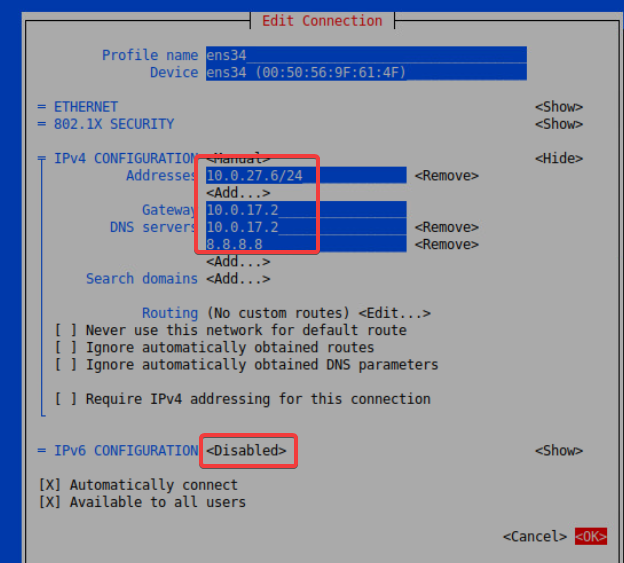 Edit Connection
Profile name ens34
Device ens34 (00:50:56:9F:61:4F)
= ETHERNET <Show>
= 802.1X SECURITY <Show>
IPv4 CONFIGURATION <Manual> <Hide>
Addresses 10.0.27.6/24 <Remove>
<Add...>
Gateway 10.0.17.2
DNS servers 10.0.17.2 <Remove>
8.8.8.8 <Remove>
<Add...>
Search domains <Add...>
Routing (No custom routes) <Edit...>
[ ] Never use this network for default route
[ ] Ignore automatically obtained routes
[ ] Ignore automatically obtained DNS parameters
[ ] Require IPv4 addressing for this connection
= IPv6 CONFIGURATION <Disabled> <Show>
[X] Automatically connect
[X] Available to all users
<Cancel> <OK>